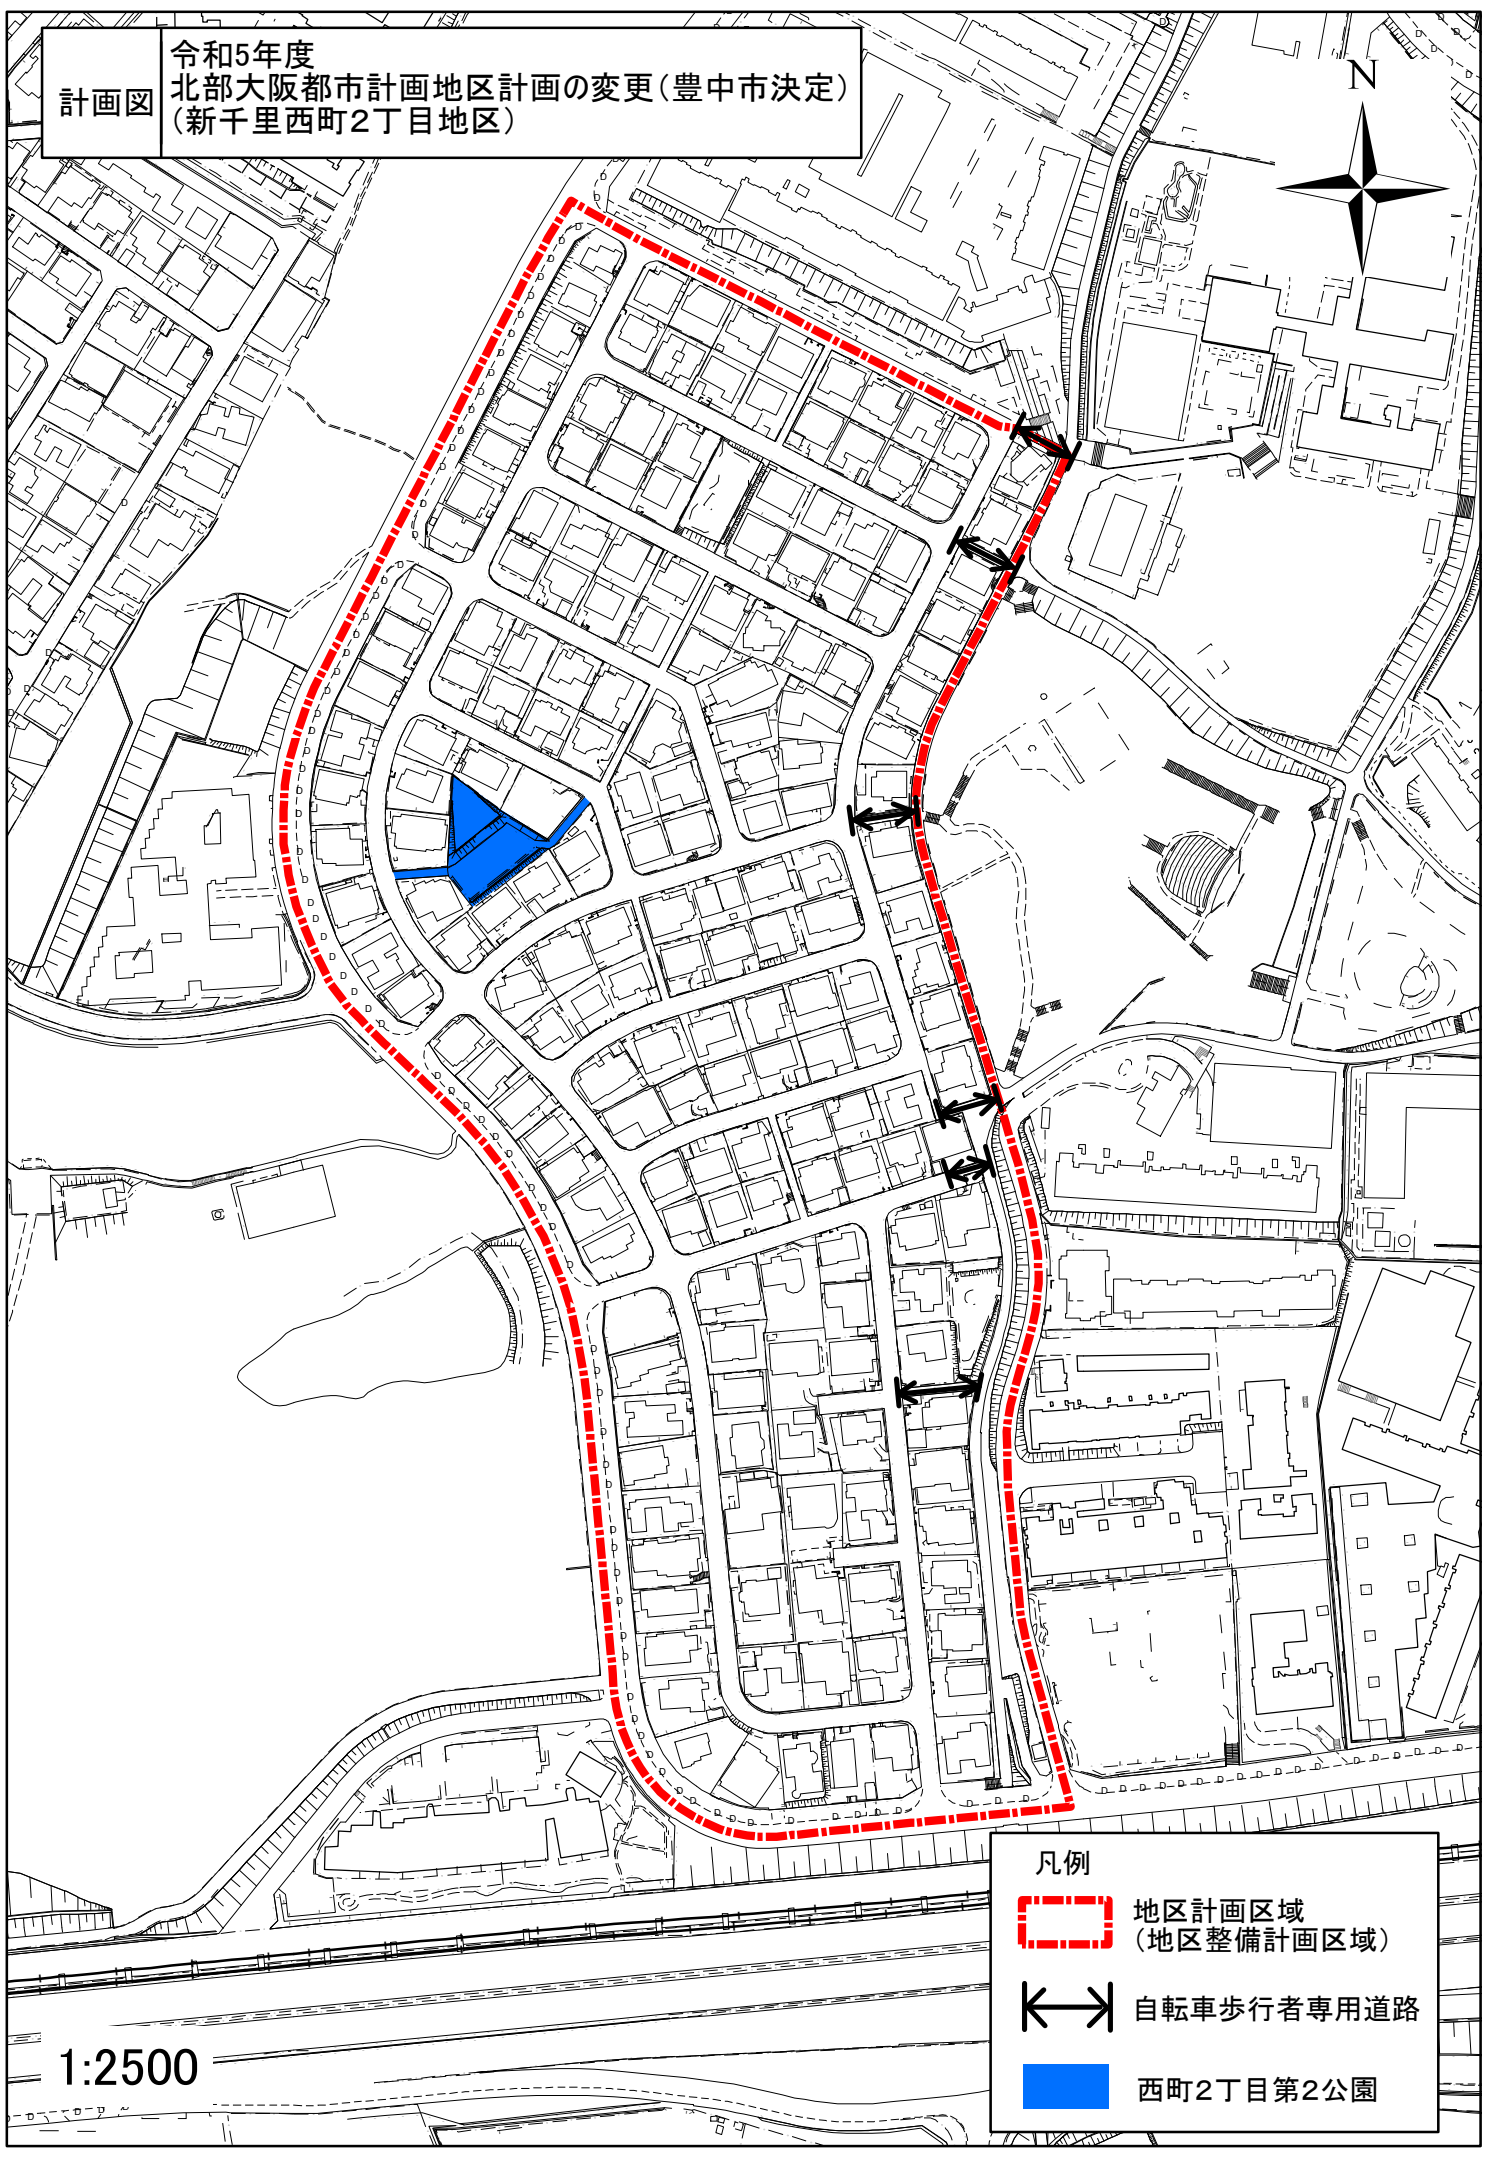 計画図
令和5年度
北部大阪都市計画地区計画の変更（豊中市決定）
（新千里西町２丁目地区）
N
凡例
地区計画区域
（地区整備計画区域）
自転車歩行者専用道路
西町２丁目第２公園
1:2500